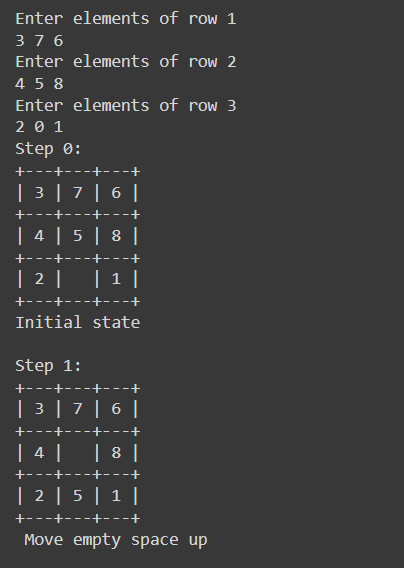 Enter elements of row 1
3 7 6
Enter elements of row 2
4 5 8
Enter elements of row 3
2 0 1
Step 0:
+---+---+---+
| 3 | 7 | 6 |
+---+---+---+
| 4 | 5 | 8 |
+---+---+---+
| 2 |   | 1 |
+---+---+---+
Initial state

Step 1:
+---+---+---+
| 3 | 7 | 6 |
+---+---+---+
| 4 |   | 8 |
+---+---+---+
| 2 | 5 | 1 |
+---+---+---+
 Move empty space up